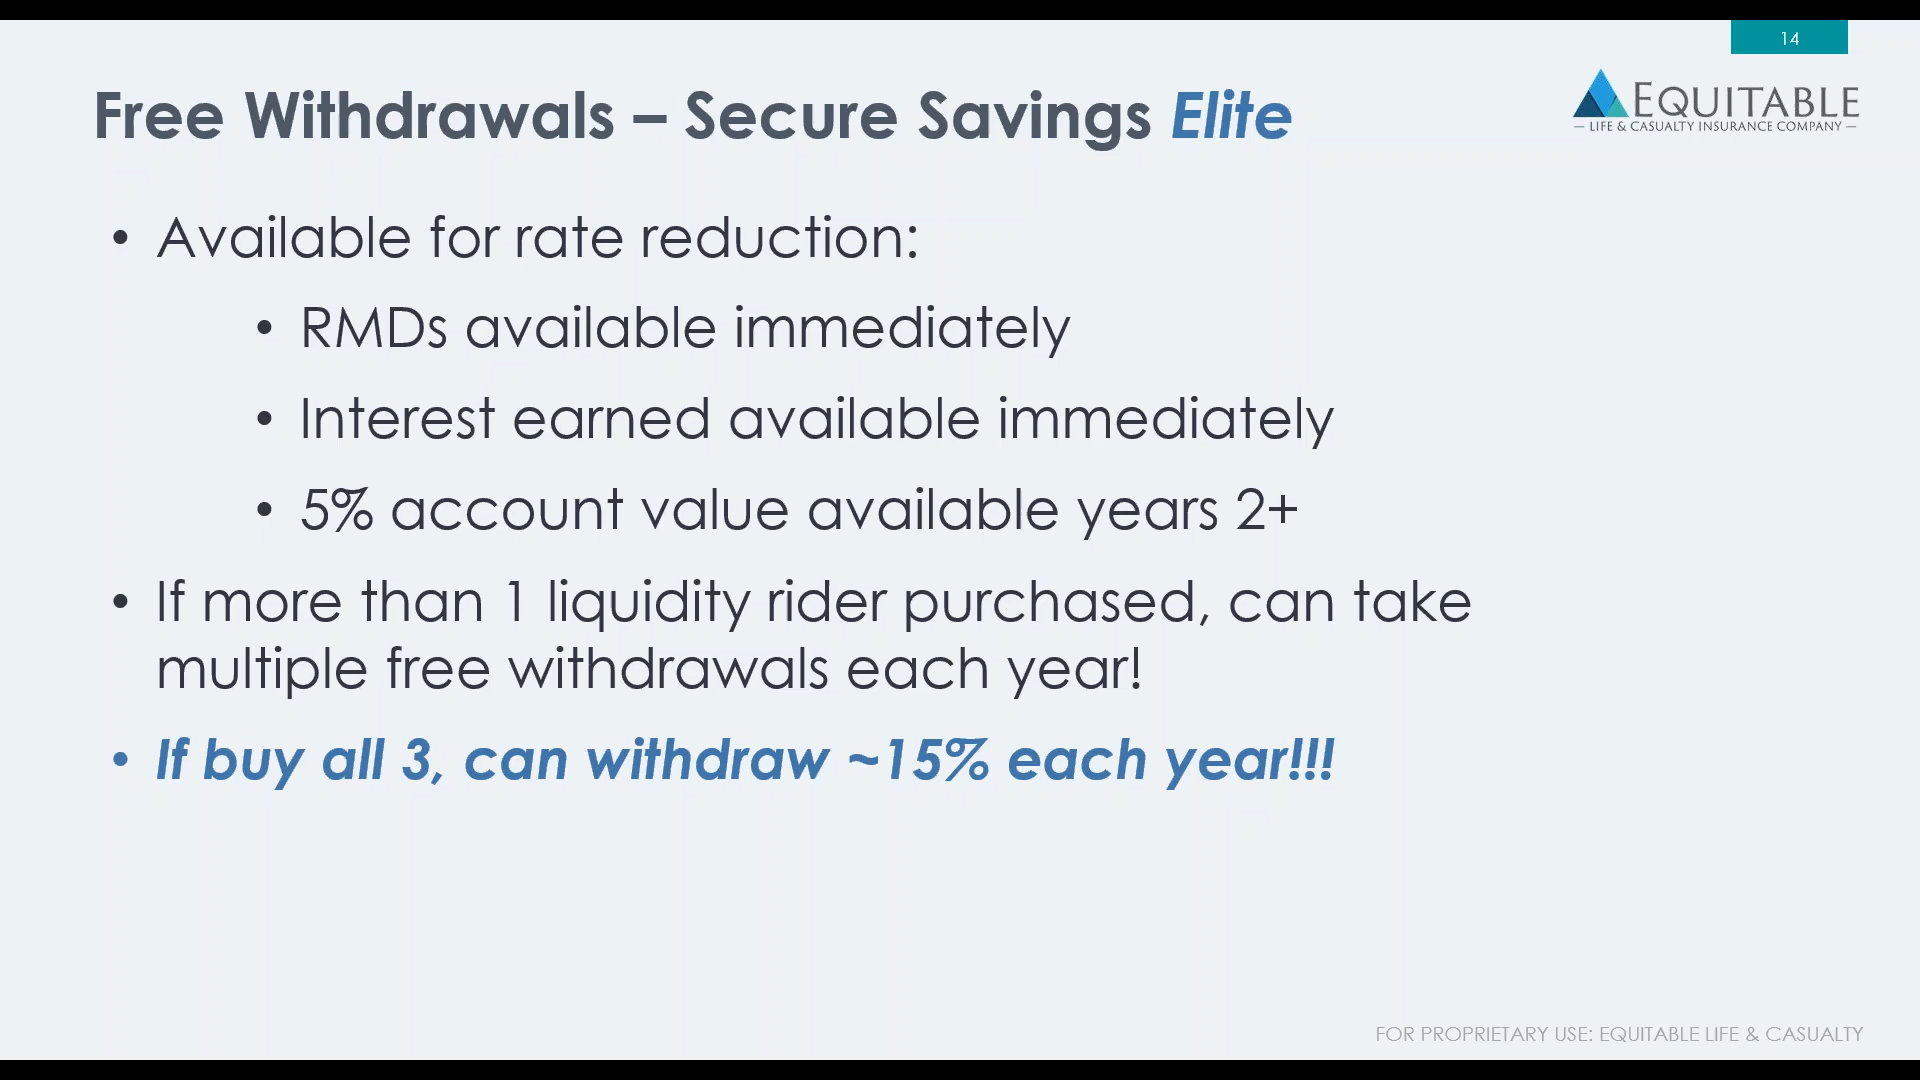 14
Free Withdrawals – Secure Savings Elite
EQUITABLE
– LIFE & CASUALTY INSURANCE COMPANY –
• Available for rate reduction:
• RMDs available immediately
• Interest earned available immediately
• 5% account value available years 2+
• If more than 1 liquidity rider purchased, can take
multiple free withdrawals each year!
• If buy all 3, can withdraw ~15% each year!!!
FOR PROPRIETARY USE: EQUITABLE LIFE & CASUALTY